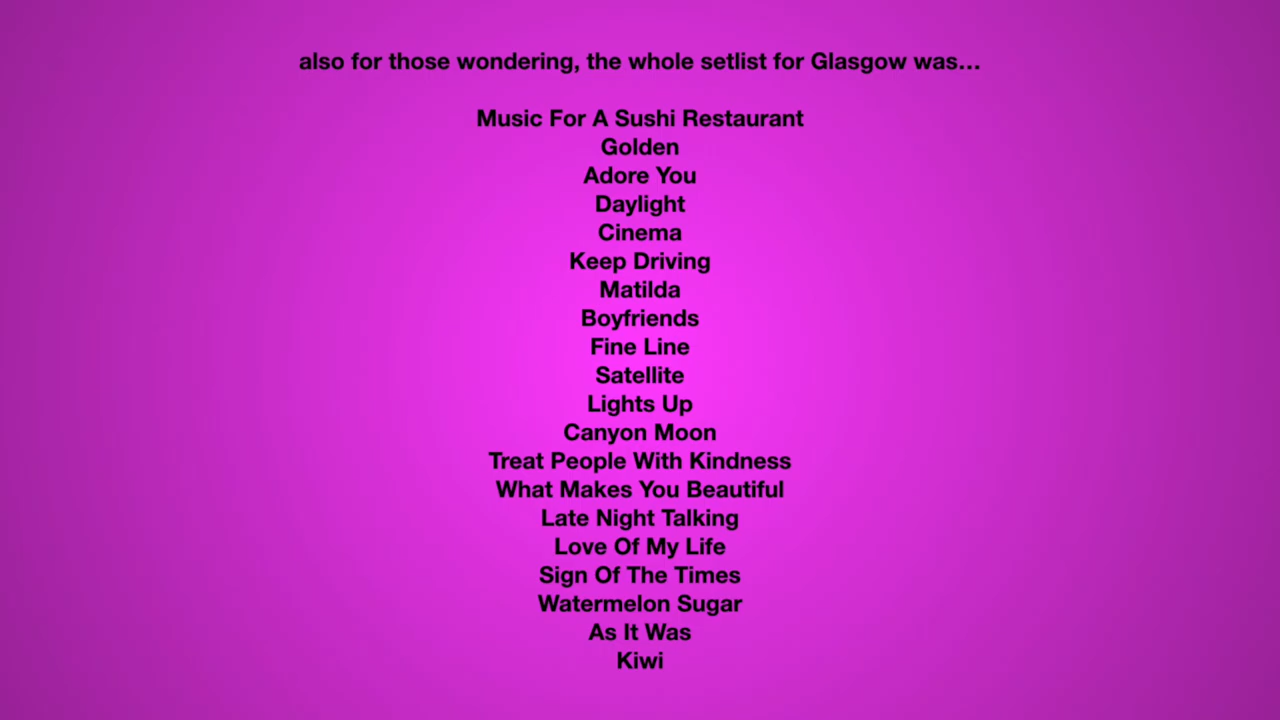 also for those wondering, the whole setlist for Glasgow was...
Music For A Sushi Restaurant
Golden
Adore You
Daylight
Cinema
Keep Driving
Matilda
Boyfriends
Fine Line
Satellite
Lights Up
Canyon Moon
Treat People With Kindness
What Makes You Beautiful
Late Night Talking
Love Of My Life
Sign Of The Times
Watermelon Sugar
As It Was
Kiwi